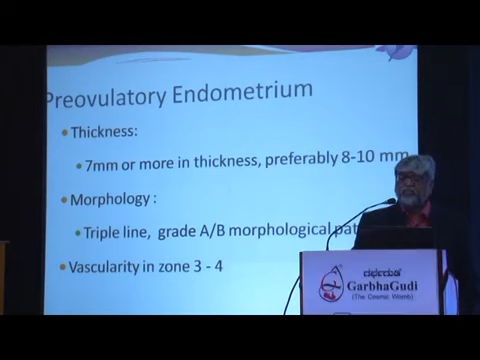 Preovulatory Endometrium
• Thickness:
• 7mm or more in thickness, preferably 8-10 mm
• Morphology :
• Triple line, grade A/B morphological
• Vascularity in zone 3 - 4
ಗರ್ಭಗುಡಿ
GarbhaGudi
(The Cosmic Womb)